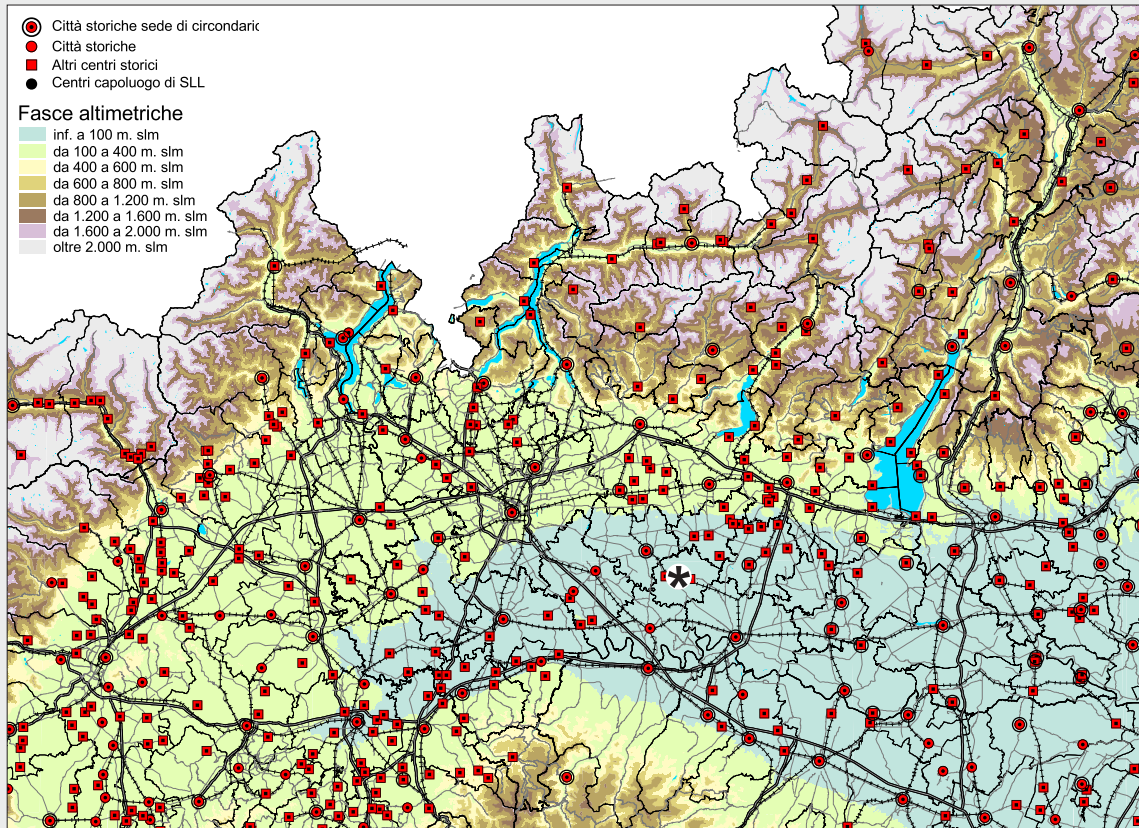 Città storiche sede di circondaric
Città storiche
Altri centri storici
Centri capoluogo di SLL
Fasce altimetriche
inf. a 100 m. slm
da 100 a 400 m. slm
da 400 a 600 m. slm
da 600 a 800 m. slm
da 800 a 1.200 m. slm
da 1.200 a 1.600 m. slm
da 1.600 a 2.000 m. slm
oltre 2.000 m. slm
*